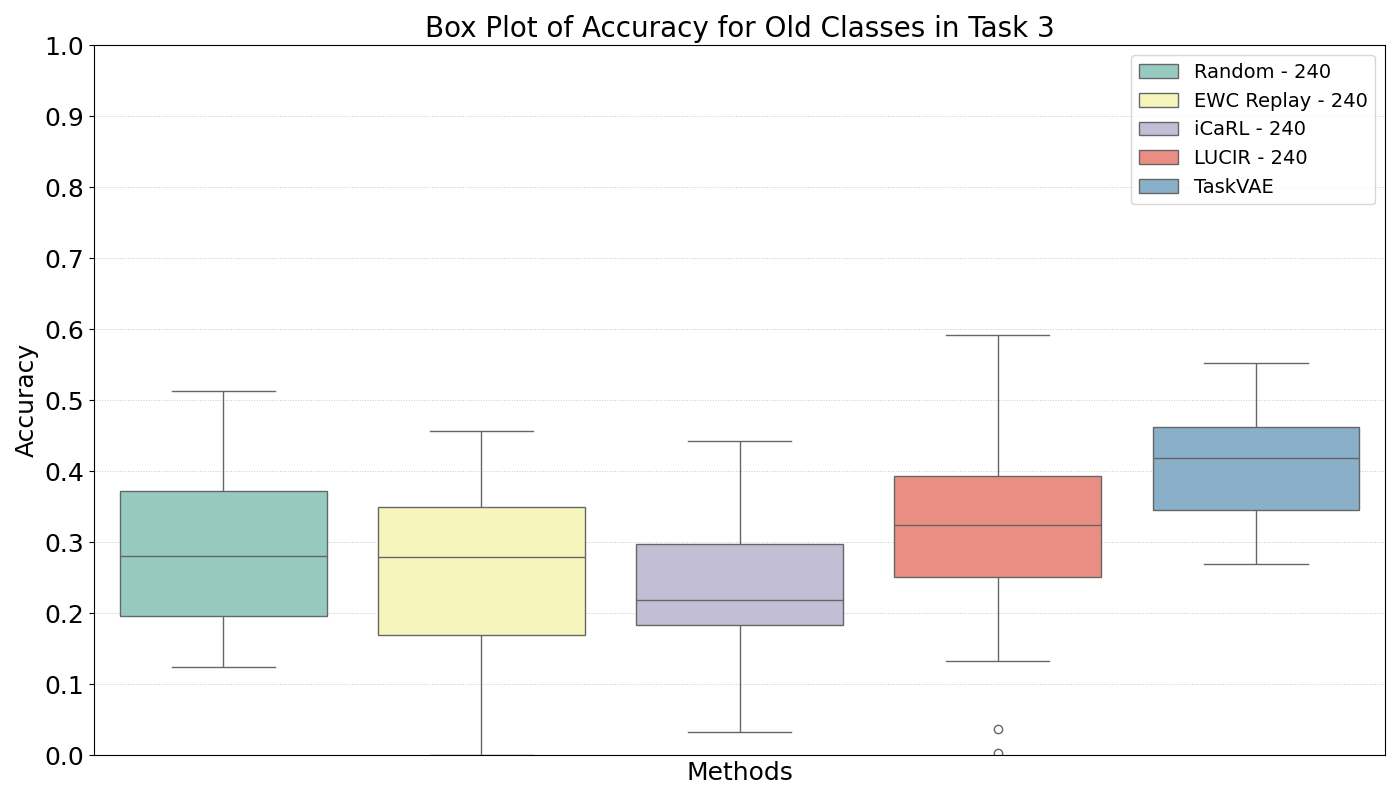 Box Plot of Accuracy for Old Classes in Task 3
1.0
0.9
0.8
0.7
0.6
0.5
0.4
0.3
0.2
0.1
0.0
Accuracy
Methods
Random - 240
EWC Replay - 240
iCaRL - 240
LUCIR - 240
TaskVAE